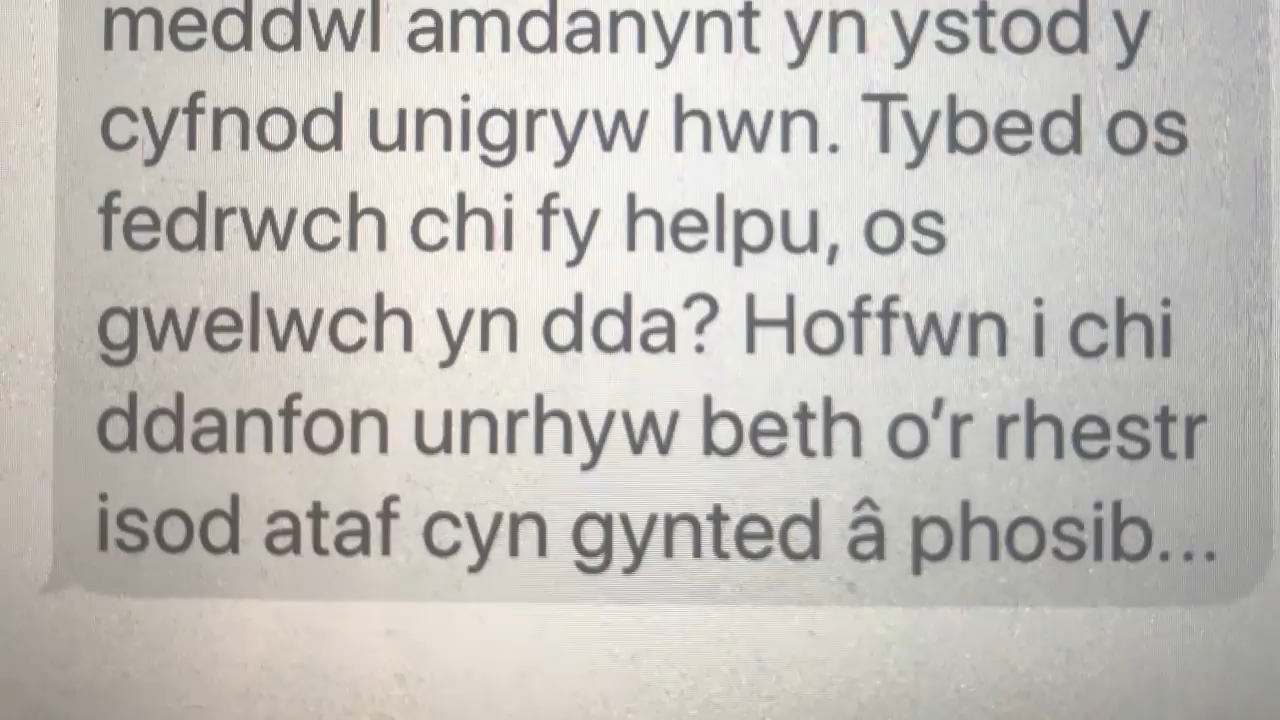 meddwl amdanynt yn ystod y
cyfnod unigryw hwn. Tybed os
fedrwch chi fy helpu, os
gwelwch yn dda? Hoffwn i chi
ddanfon unrhyw beth o’r rhestr
isod ataf cyn gynted â phosib...